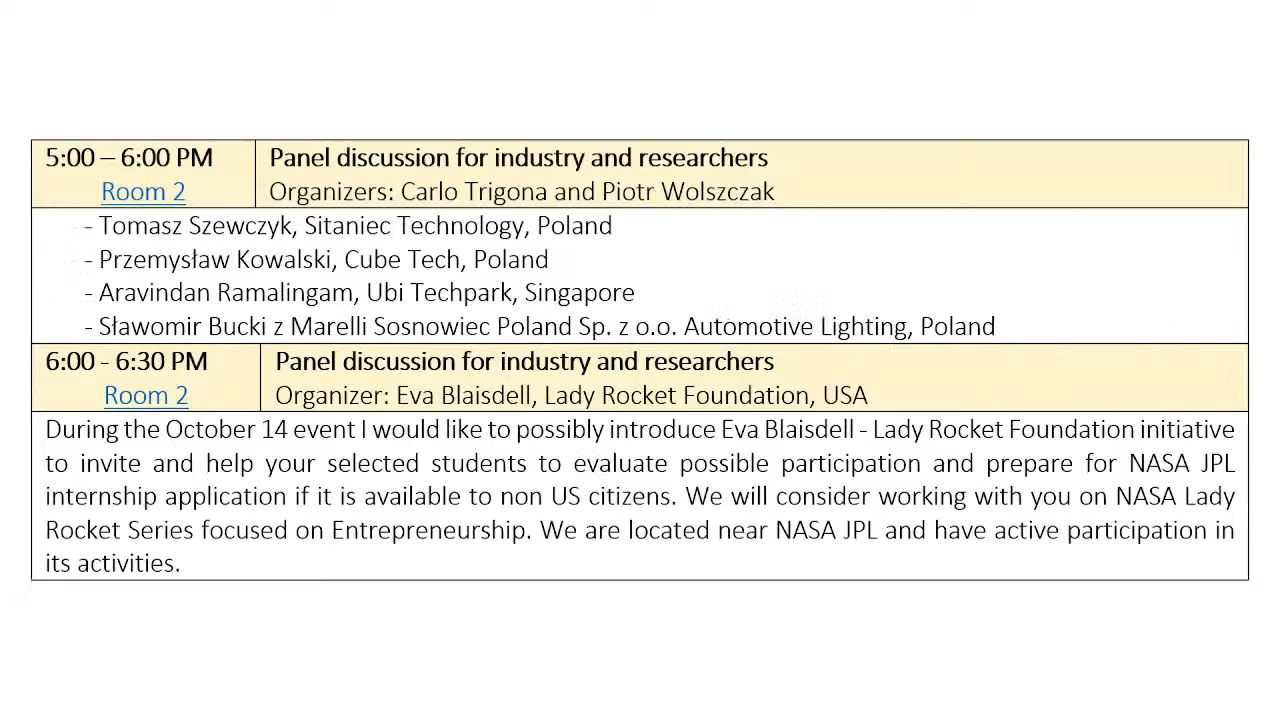 5:00 – 6:00 PM
Room 2
Panel discussion for industry and researchers
Organizers: Carlo Trigona and Piotr Wolszczak
- Tomasz Szewczyk, Sitaniec Technology, Poland
- Przemysław Kowalski, Cube Tech, Poland
- Aravindan Ramalingam, Ubi Techpark, Singapore
- Sławomir Bucki z Marelli Sosnowiec Poland Sp. z o.o. Automotive Lighting, Poland
6:00 - 6:30 PM
Room 2
Panel discussion for industry and researchers
Organizer: Eva Blaisdell, Lady Rocket Foundation, USA
During the October 14 event I would like to possibly introduce Eva Blaisdell - Lady Rocket Foundation initiative
to invite and help your selected students to evaluate possible participation and prepare for NASA JPL
internship application if it is available to non US citizens. We will consider working with you on NASA Lady
Rocket Series focused on Entrepreneurship. We are located near NASA JPL and have active participation in
its activities.